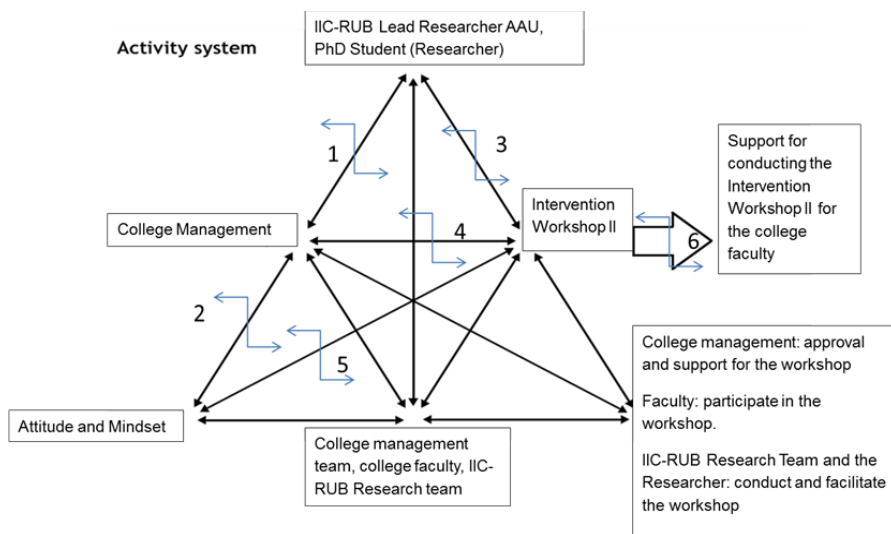 IIC-RUB Lead Researcher AAU,
PhD Student (Researcher)
Activity system
1
3
Support for
conducting the
Intervention
Workshop II for
the college
faculty
College Management
4
Intervention
Workshop II
6
2
5
College management: approval
and support for the workshop
Faculty: participate in the
workshop.
IIC-RUB Research Team and the
Researcher: conduct and facilitate
the workshop
Attitude and Mindset
College management
team, college faculty, IIC-
RUB Research team